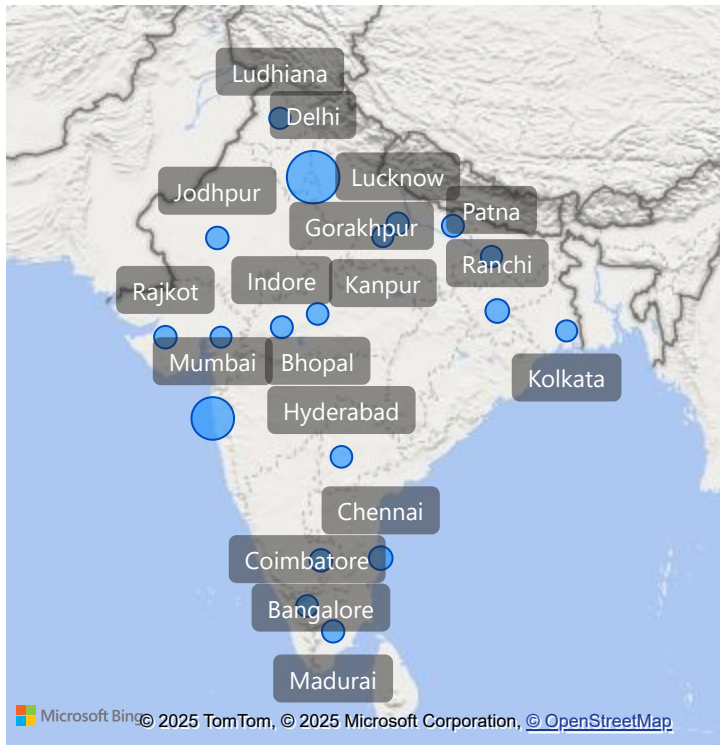 Ludhiana
Delhi
Lucknow
Jodhpur
Patna
Gorakhpur
Ranchi
Indore
Kanpur
Rajkot
Mumbai
Bhopal
Kolkata
Hyderabad
Chennai
Coimbatore
Bangalore
Madurai
Microsoft Bing
© 2025 TomTom, © 2025 Microsoft Corporation, © OpenStreetMap